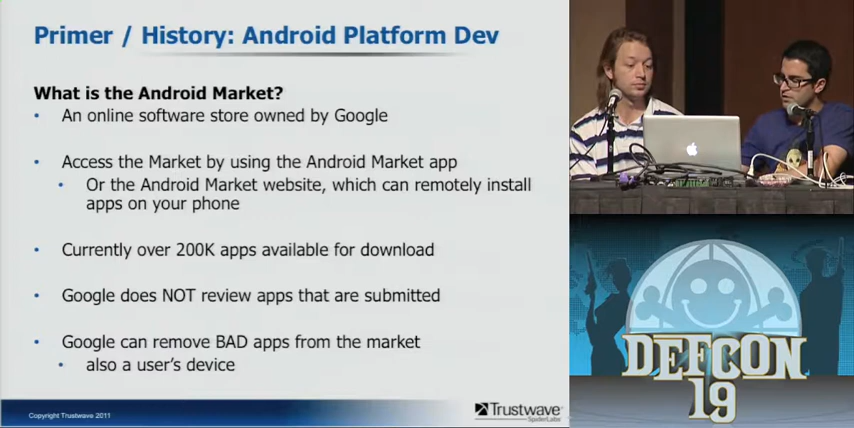 Primer / History: Android Platform Dev
What is the Android Market?
• An online software store owned by Google
• Access the Market by using the Android Market app
• Or the Android Market website, which can remotely install
apps on your phone
• Currently over 200K apps available for download
• Google does NOT review apps that are submitted
• Google can remove BAD apps from the market
• also a user's device
Copyright Trustwave 2011
Trustwave®
SpiderLabs
DEFCON
19